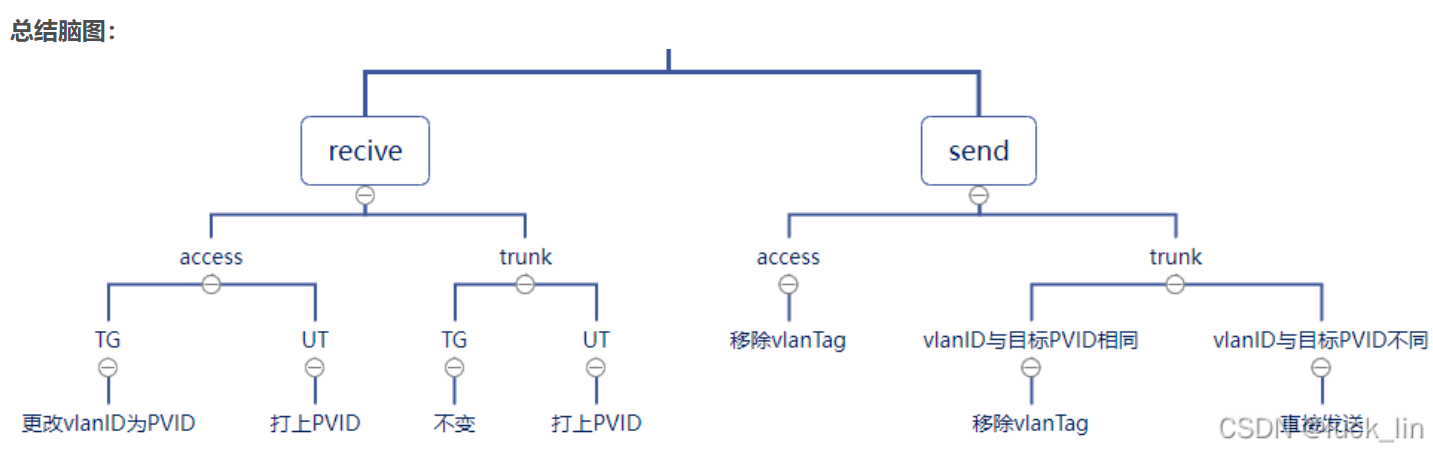 总结脑图：
recive send
access trunk access trunk
TG UT TG UT 移除vlanTag vlanID与目标PVID相同 vlanID与目标PVID不同
更改vlanID为PVID 打上PVID 不变 打上PVID 移除vlanTag 直接发送
CSDN @luck_lin